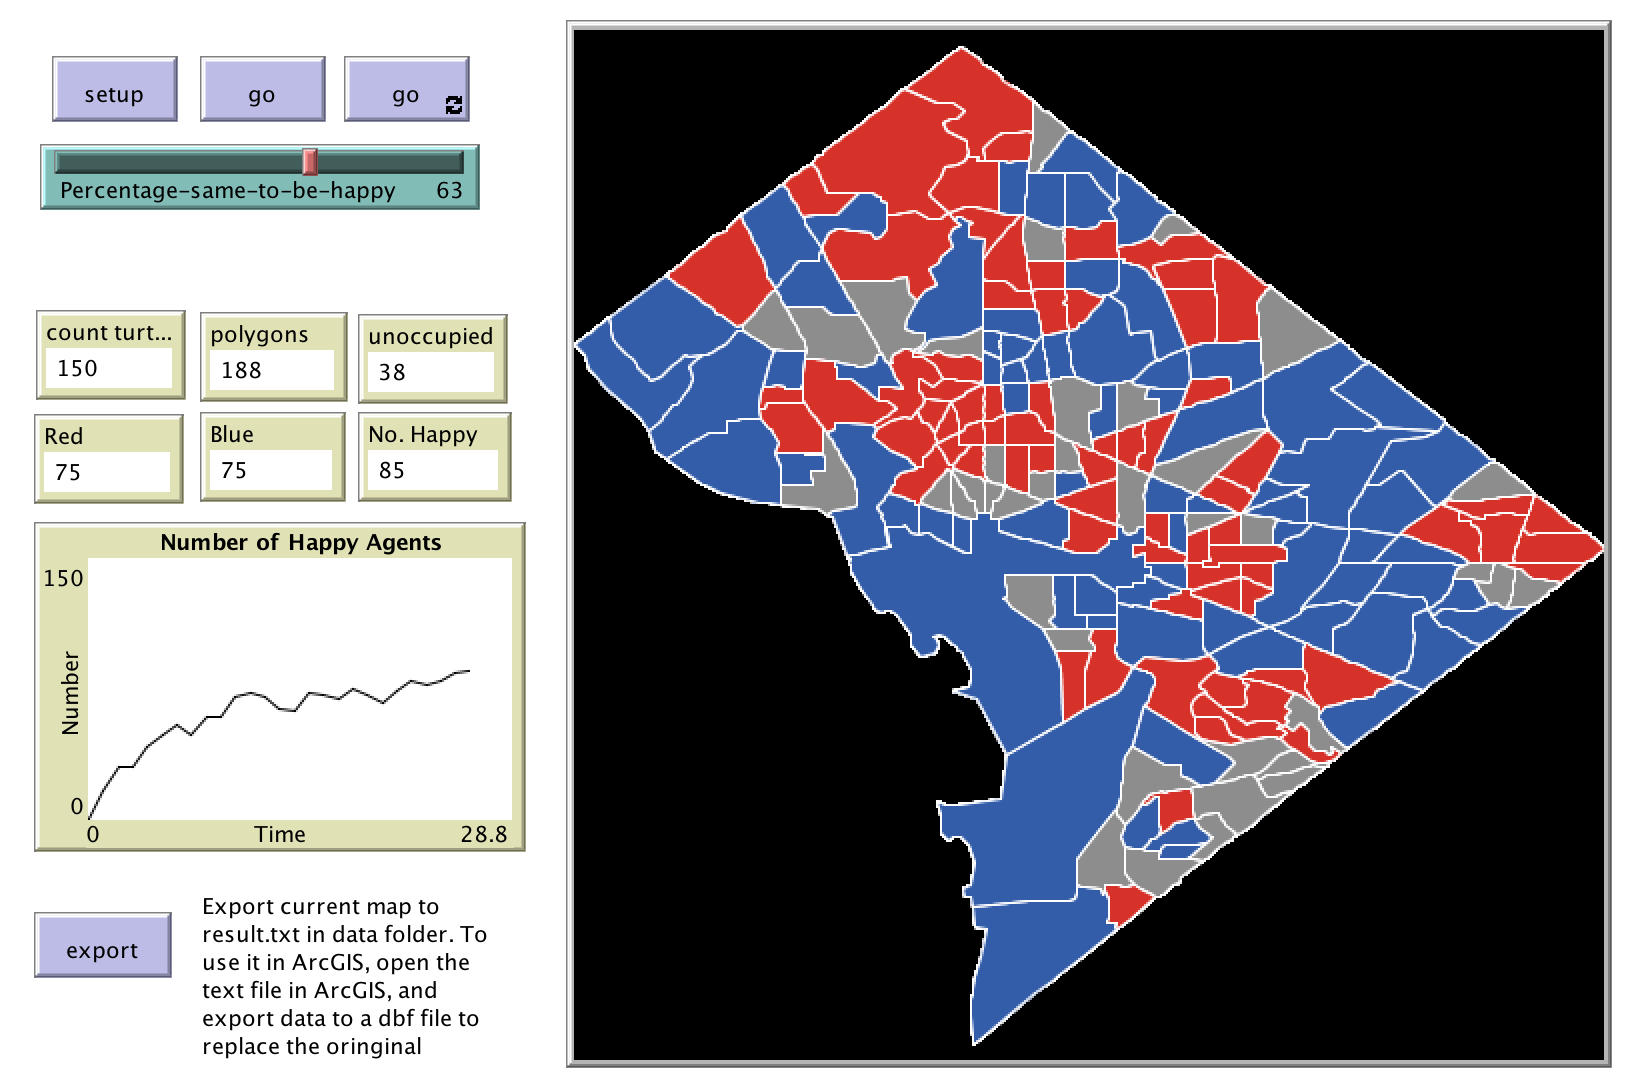 setup
go
go
Percentage-same-to-be-happy 63
count turt...
150
polygons
188
unoccupied
38
Red
75
Blue
75
No. Happy
85
Number of Happy Agents
150
Number
0
0
Time
28.8
export
Export current map to
result.txt in data folder. To
use it in ArcGIS, open the
text file in ArcGIS, and
export data to a dbf file to
replace the oringinal